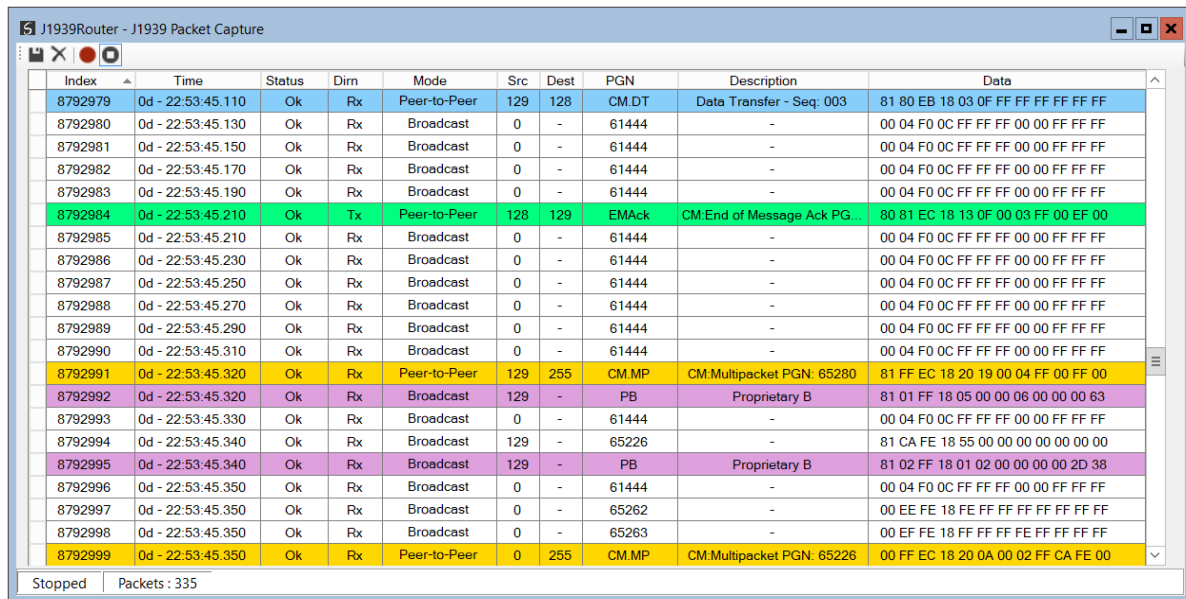 J1939Router - J1939 Packet Capture
Index Time Status Dirn Mode Src Dest PGN Description Data
8792979 0d - 22:53:45.110 Ok Rx Peer-to-Peer 129 128 CM.DT Data Transfer - Seq: 003 81 80 EB 18 03 0F FF FF FF FF FF FF
8792980 0d - 22:53:45.130 Ok Rx Broadcast 0 - 61444 - 00 04 F0 0C FF FF FF 00 00 FF FF FF
8792981 0d - 22:53:45.150 Ok Rx Broadcast 0 - 61444 - 00 04 F0 0C FF FF FF 00 00 FF FF FF
8792982 0d - 22:53:45.170 Ok Rx Broadcast 0 - 61444 - 00 04 F0 0C FF FF FF 00 00 FF FF FF
8792983 0d - 22:53:45.190 Ok Rx Broadcast 0 - 61444 - 00 04 F0 0C FF FF FF 00 00 FF FF FF
8792984 0d - 22:53:45.210 Ok Tx Peer-to-Peer 128 129 EMAck CM:End of Message Ack PG... 80 81 EC 18 13 0F 00 03 FF 00 EF 00
8792985 0d - 22:53:45.210 Ok Rx Broadcast 0 - 61444 - 00 04 F0 0C FF FF FF 00 00 FF FF FF
8792986 0d - 22:53:45.230 Ok Rx Broadcast 0 - 61444 - 00 04 F0 0C FF FF FF 00 00 FF FF FF
8792987 0d - 22:53:45.250 Ok Rx Broadcast 0 - 61444 - 00 04 F0 0C FF FF FF 00 00 FF FF FF
8792988 0d - 22:53:45.270 Ok Rx Broadcast 0 - 61444 - 00 04 F0 0C FF FF FF 00 00 FF FF FF
8792989 0d - 22:53:45.290 Ok Rx Broadcast 0 - 61444 - 00 04 F0 0C FF FF FF 00 00 FF FF FF
8792990 0d - 22:53:45.310 Ok Rx Broadcast 0 - 61444 - 00 04 F0 0C FF FF FF 00 00 FF FF FF
8792991 0d - 22:53:45.320 Ok Rx Peer-to-Peer 129 255 CM.MP CM:Multipacket PGN: 65280 81 FF EC 18 20 19 00 04 FF 00 FF 00
8792992 0d - 22:53:45.320 Ok Rx Broadcast 129 - PB Proprietary B 81 01 FF 18 05 00 00 06 00 00 00 63
8792993 0d - 22:53:45.330 Ok Rx Broadcast 0 - 61444 - 00 04 F0 0C FF FF FF 00 00 FF FF FF
8792994 0d - 22:53:45.340 Ok Rx Broadcast 129 - 65226 - 81 CA FE 18 55 00 00 00 00 00 00 00
8792995 0d - 22:53:45.340 Ok Rx Broadcast 129 - PB Proprietary B 81 02 FF 18 01 02 00 00 00 00 2D 38
8792996 0d - 22:53:45.350 Ok Rx Broadcast 0 - 61444 - 00 04 F0 0C FF FF FF 00 00 FF FF FF
8792997 0d - 22:53:45.350 Ok Rx Broadcast 0 - 65262 - 00 EE FE 18 FE FF FF FF FF FF FF FF
8792998 0d - 22:53:45.350 Ok Rx Broadcast 0 - 65263 - 00 EF FE 18 FF FF FF FE FF FF FF FF
8792999 0d - 22:53:45.350 Ok Rx Peer-to-Peer 0 255 CM.MP CM:Multipacket PGN: 65226 00 FF EC 18 20 0A 00 02 FF CA FE 00
Stopped Packets : 335